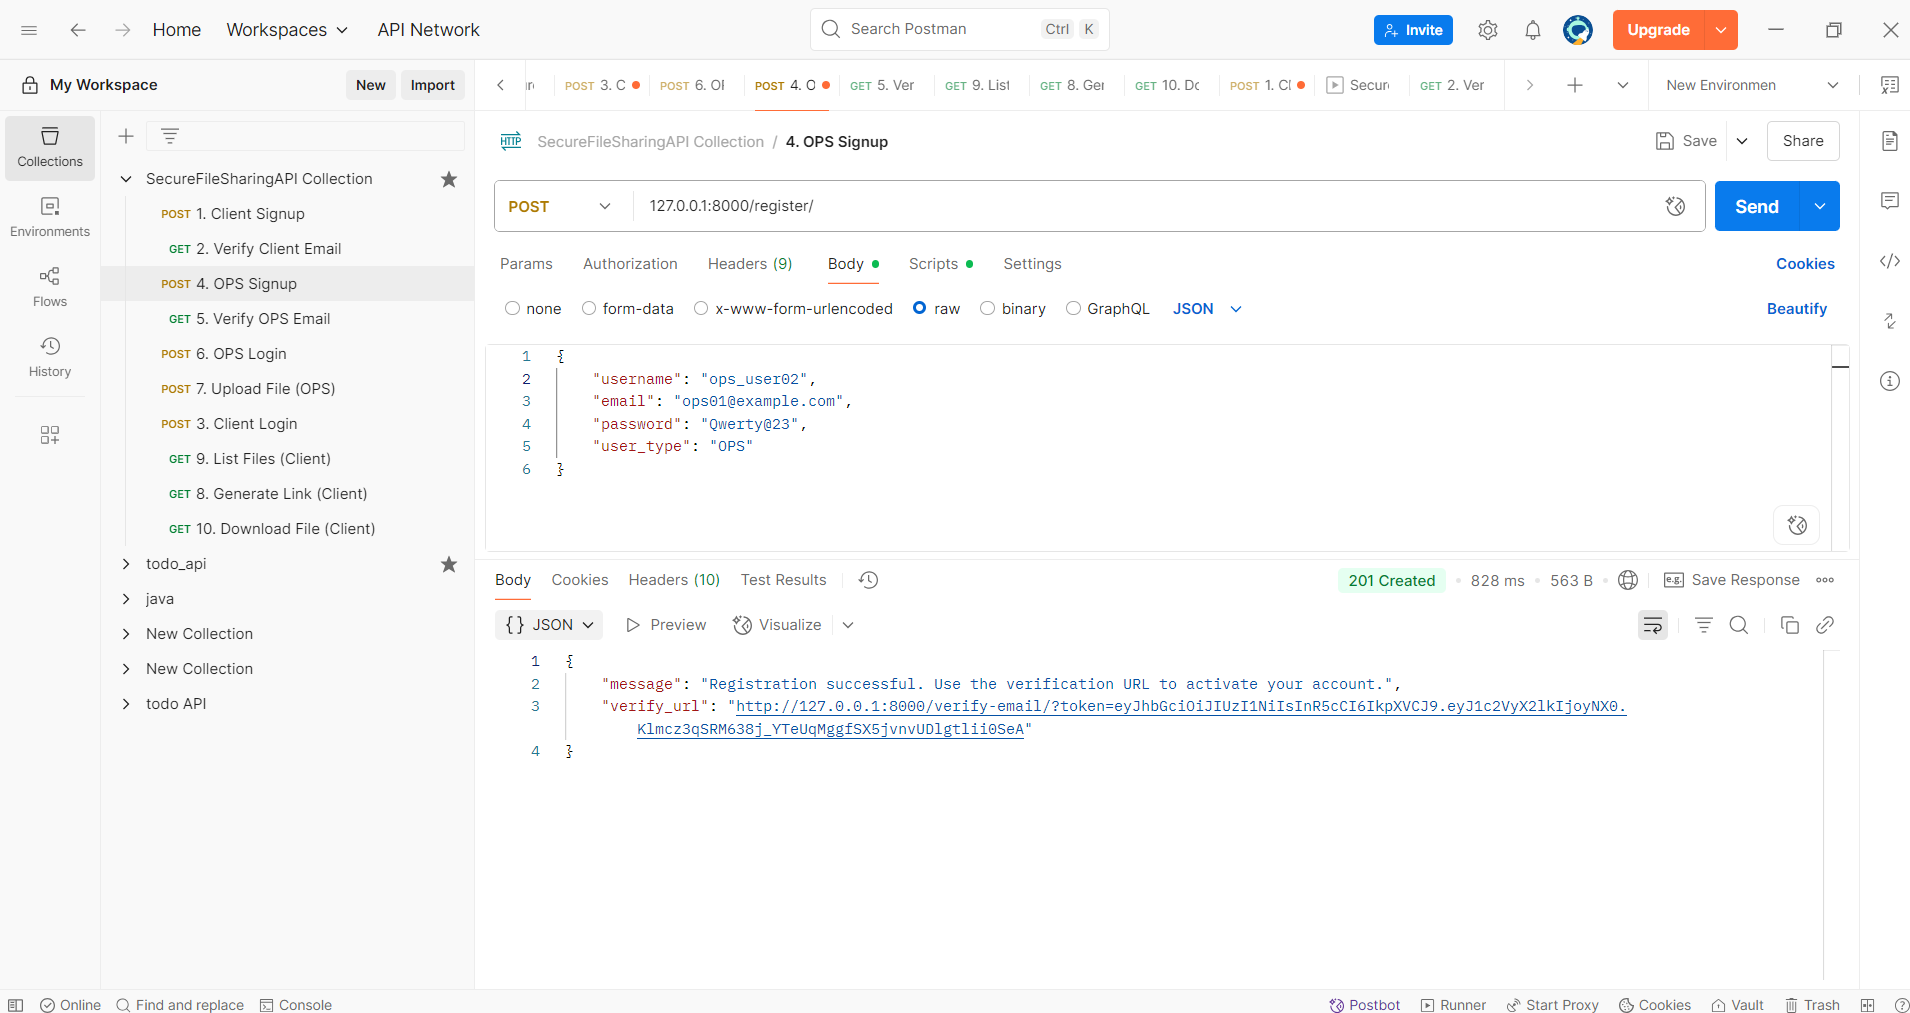 Home Workspaces API Network Search Postman Ctrl K Invite Upgrade
My Workspace New Import
POST 3. C POST 6. OF POST 4. O GET 5. Ver GET 9. List GET 8. Ger GET 10. Dc POST 1. Cl Secure GET 2. Ver New Environmen
Collections
Environments
Flows
History
SecureFileSharingAPI Collection
POST 1. Client Signup
GET 2. Verify Client Email
POST 4. OPS Signup
GET 5. Verify OPS Email
POST 6. OPS Login
POST 7. Upload File (OPS)
POST 3. Client Login
GET 9. List Files (Client)
GET 8. Generate Link (Client)
GET 10. Download File (Client)
todo_api
java
New Collection
New Collection
todo API
HTTP SecureFileSharingAPI Collection / 4. OPS Signup Save Share
POST 127.0.0.1:8000/register/ Send
Params Authorization Headers (9) Body Scripts Settings Cookies
none form-data x-www-form-urlencoded raw binary GraphQL JSON Beautify
1 {
2 "username": "ops_user02",
3 "email": "ops01@example.com",
4 "password": "Qwerty@23",
5 "user_type": "OPS"
6 }
Body Cookies Headers (10) Test Results 201 Created 828 ms 563 B e.g. Save Response
{} JSON Preview Visualize
1 {
2 "message": "Registration successful. Use the verification URL to activate your account.",
3 "verify_url": "http://127.0.0.1:8000/verify-email/?token=eyJhbGciOiJIUzI1NiIsInR5cCI6IkpXVCJ9.eyJ1c2VyX2lkIjoyNX0.
Klmcz3qSRM638j_YTeUqMggfSX5jvnvUDlgtlii0SeA"
4 }
Online Find and replace Console Postbot Runner Start Proxy Cookies Vault Trash